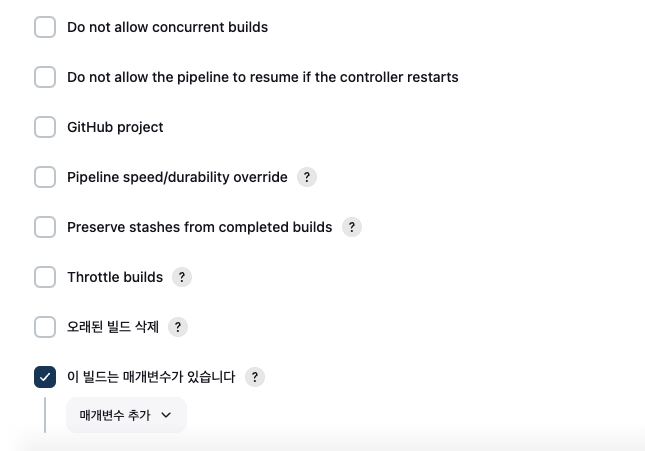 Do not allow concurrent builds
Do not allow the pipeline to resume if the controller restarts
GitHub project
Pipeline speed/durability override ?
Preserve stashes from completed builds ?
Throttle builds ?
오래된 빌드 삭제 ?
이 빌드는 매개변수가 있습니다 ?
매개변수 추가